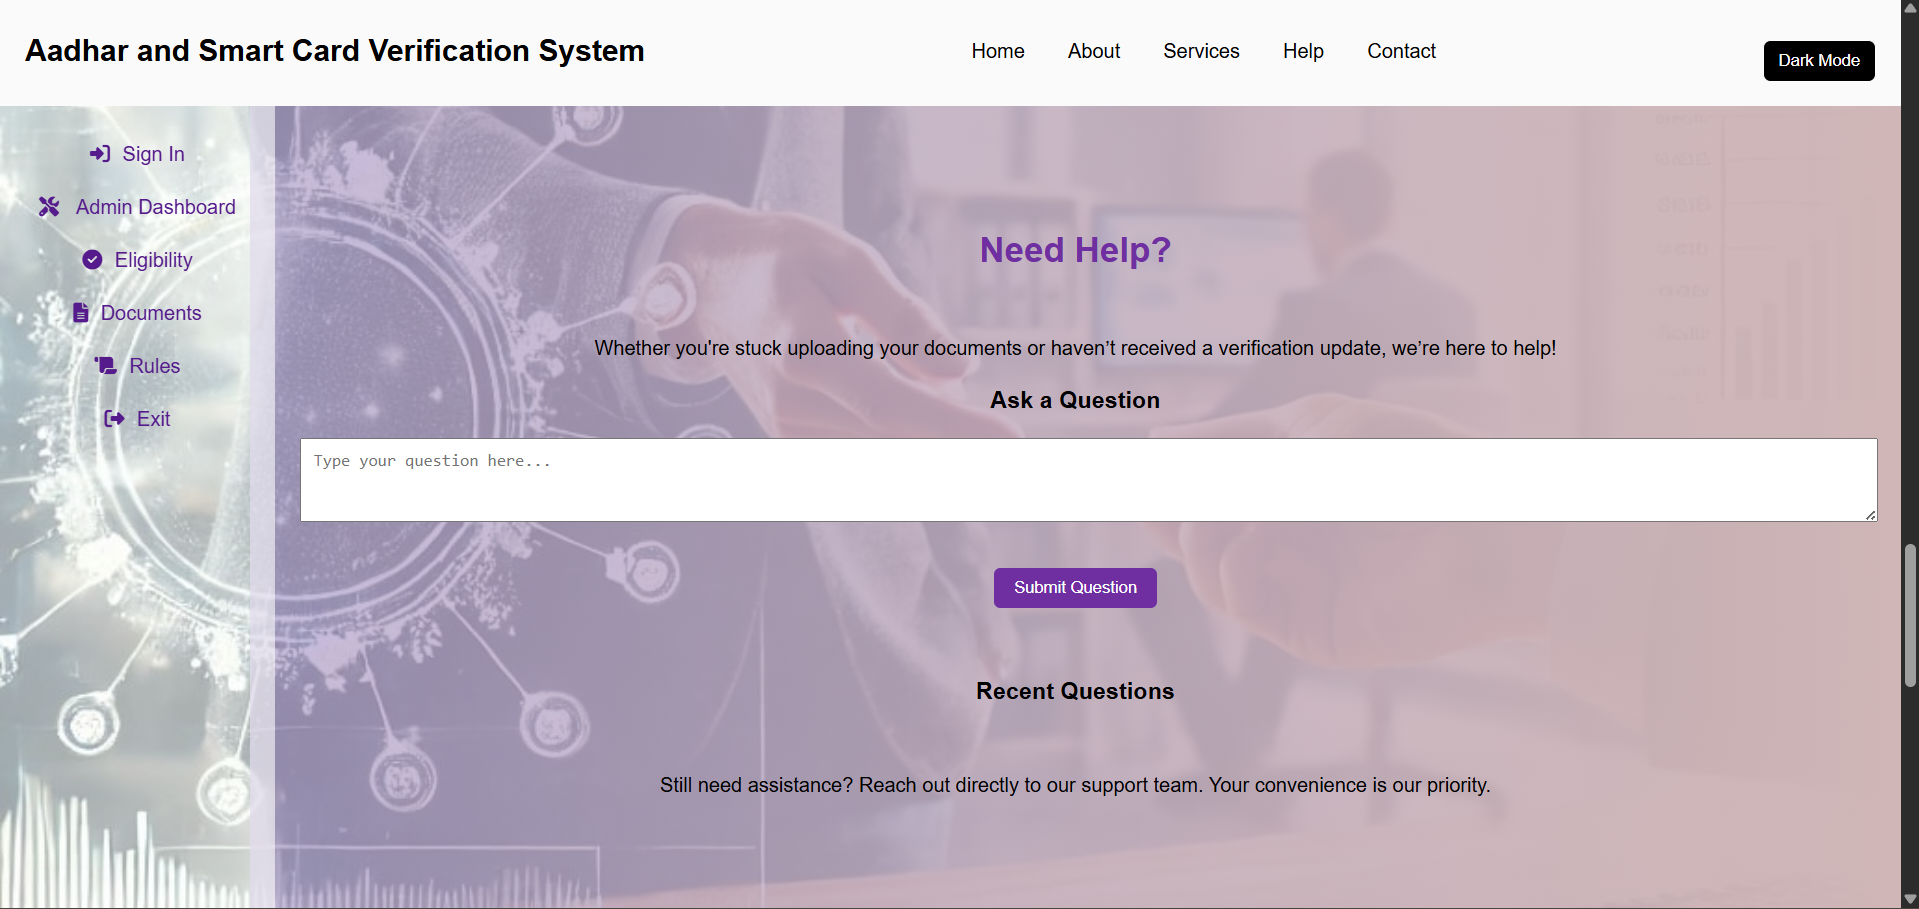 Aadhar and Smart Card Verification System
Home About Services Help Contact
Dark Mode
Sign In
Admin Dashboard
Eligibility
Documents
Rules
Exit
Need Help?
Whether you're stuck uploading your documents or haven’t received a verification update, we’re here to help!
Ask a Question
Type your question here...
Submit Question
Recent Questions
Still need assistance? Reach out directly to our support team. Your convenience is our priority.